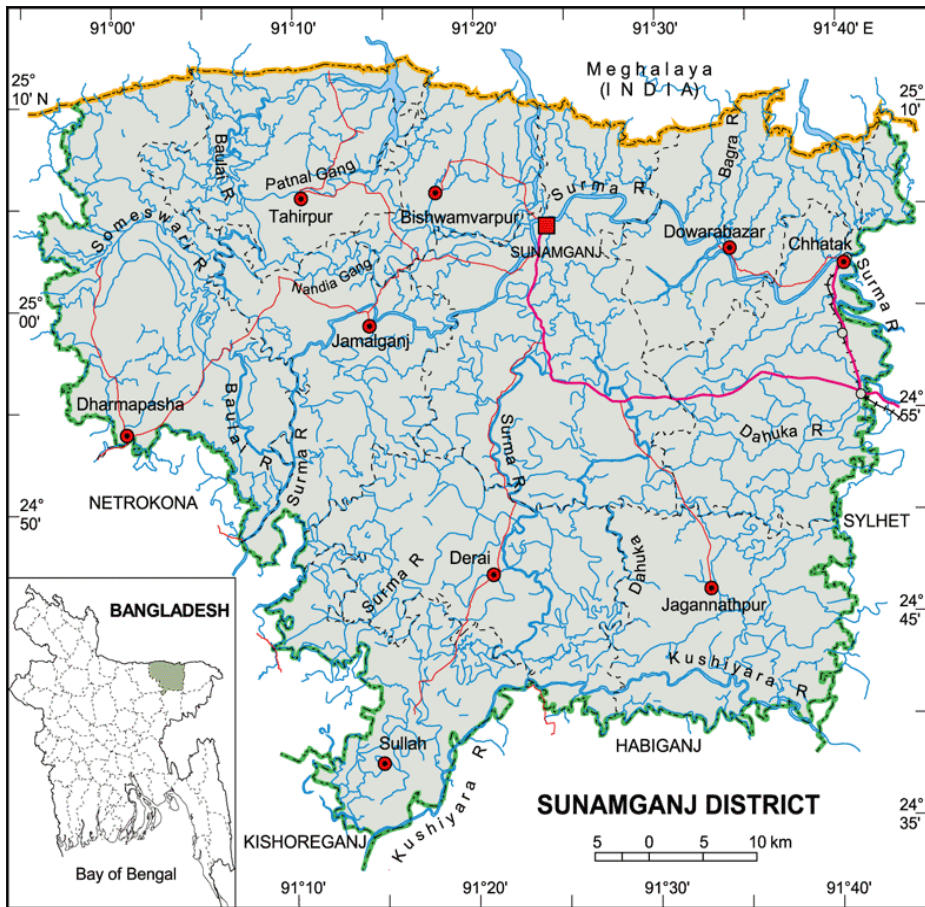 91°00'
91°10'
91°20'
91°30'
91°40' E
Meghalaya
(INDIA)
25°
10' N
25°
10'
Baulai R
Patnai Gang
Tahirpur
Bishwamvarpur
Surma R
Bagra R
Someswari R
SUNAMGANJ
Dowarabazar
Chhatak
Surma R
Nandia Gang
25°
00'
Jamalganj
Dharmapasha
Baulai R
Surma R
Surma R
24°
55'
Dahuka R
NETROKONA
24°
50'
SYLHET
Derai
Surma R
Dahuka
Jagannathpur
24°
45'
BANGLADESH
Kushiyara R
Sullah
HABIGANJ
Kushiyara R
KISHOREGANJ
SUNAMGANJ DISTRICT
24°
35'
5 0 5 10 km
Bay of Bengal
91°10'
91°20'
91°30'
91°40'